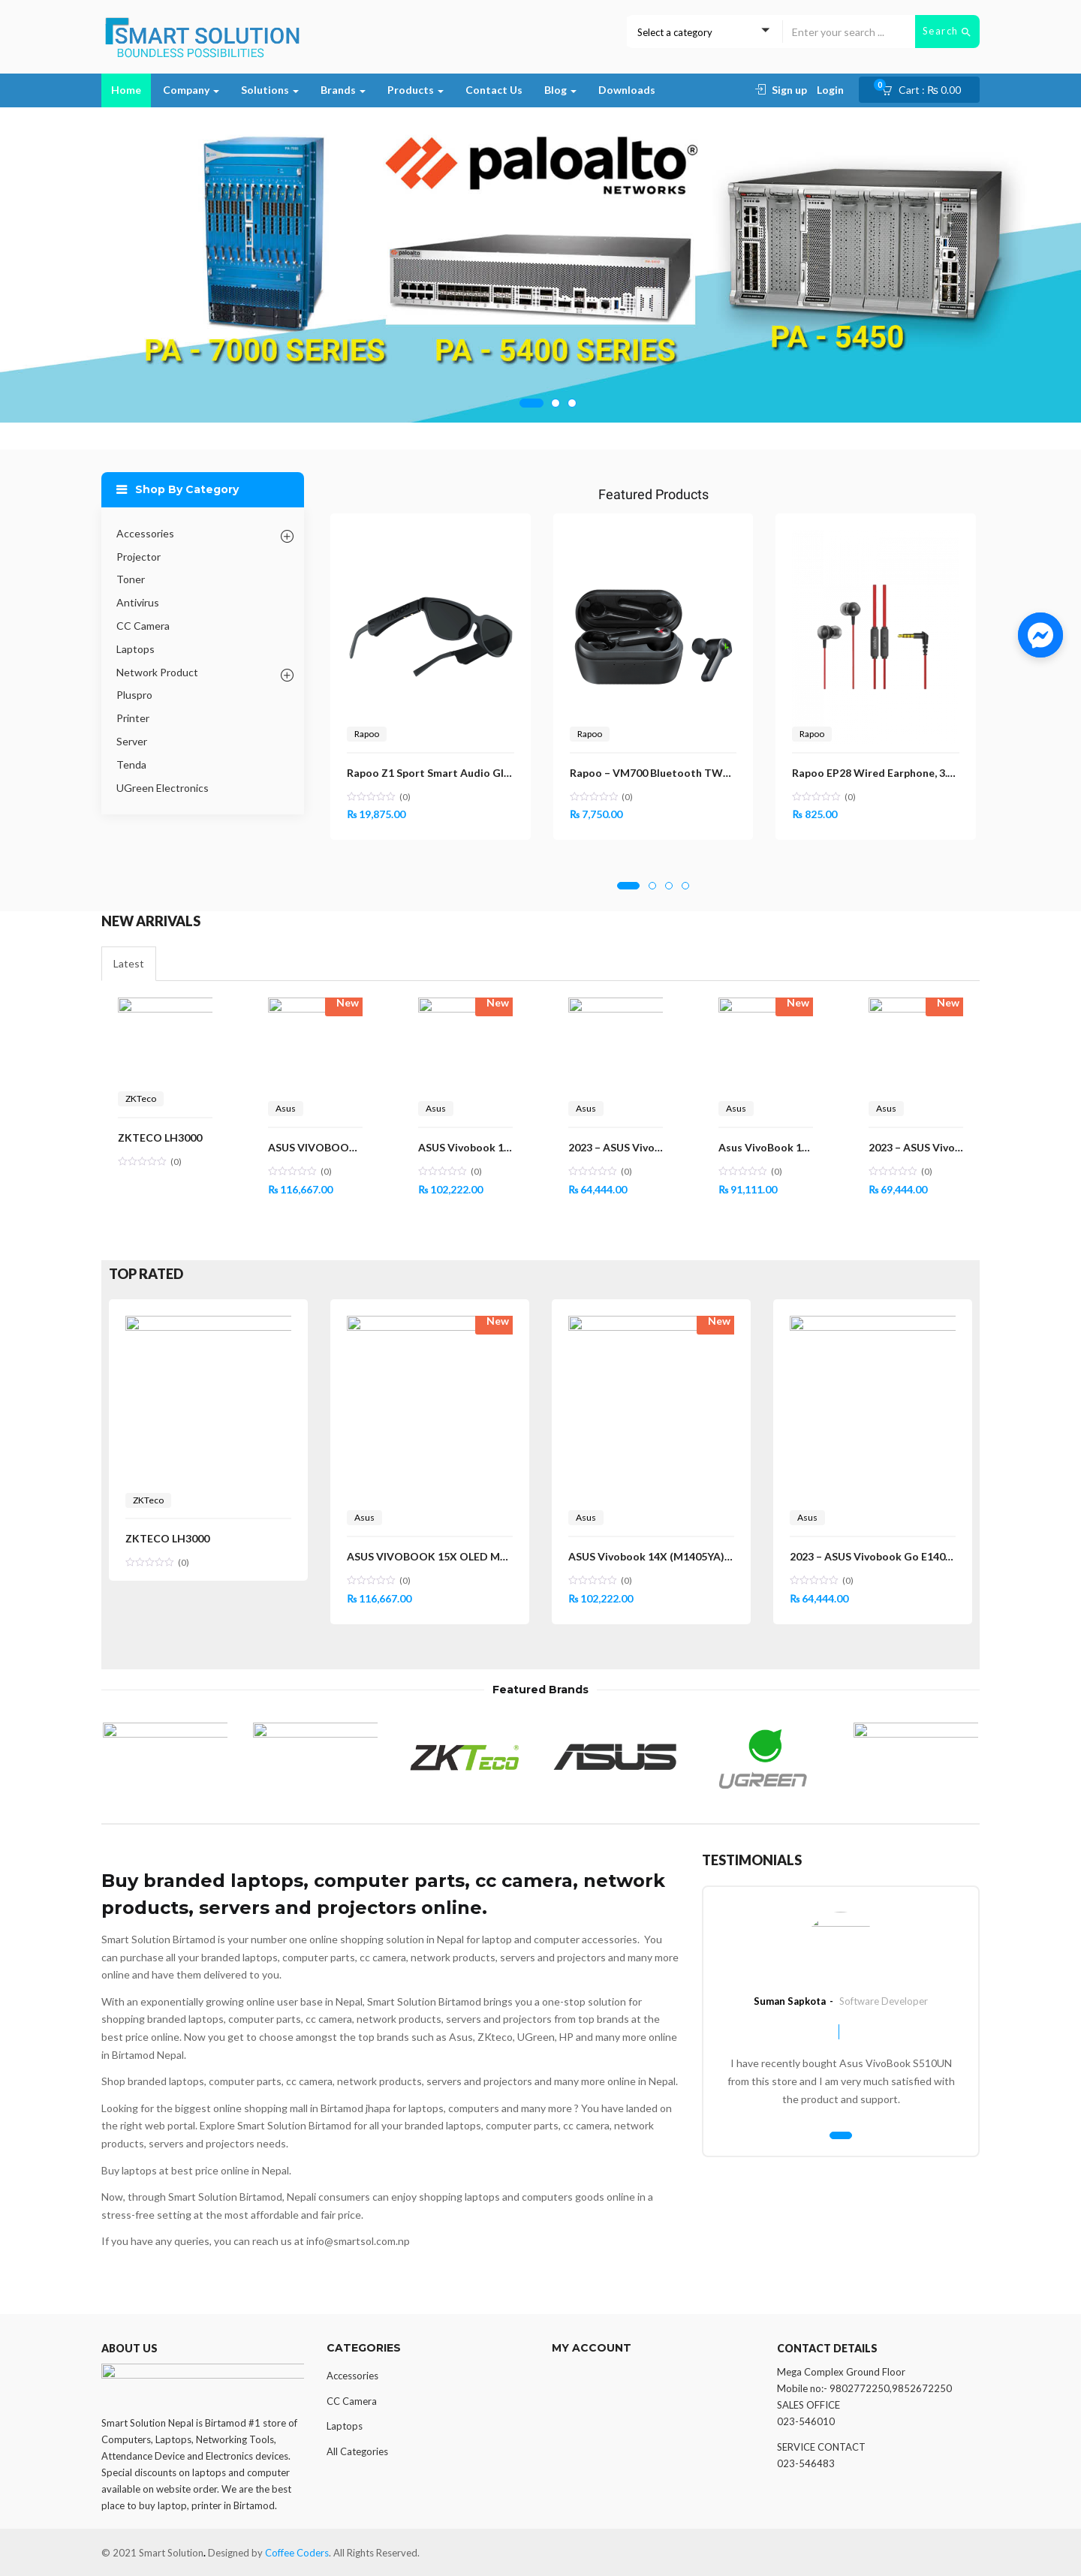 SMART SOLUTION
BOUNDLESS POSSIBILITIES
Select a category
Enter your search ...
Search
Home
Company
Solutions
Brands
Products
Contact Us
Blog
Downloads
Sign up
Login
0
Cart : ₨ 0.00
paloalto®
NETWORKS
paloalto
PA - 7000 SERIES
PA - 5400 SERIES
PA - 5450
Shop By Category
Accessories
Projector
Toner
Antivirus
CC Camera
Laptops
Network Product
Pluspro
Printer
Server
Tenda
UGreen Electronics
Featured Products
Rapoo
Rapoo Z1 Sport Smart Audio Gl...
(0)
₨ 19,875.00
Rapoo
Rapoo – VM700 Bluetooth TW...
(0)
₨ 7,750.00
Rapoo
Rapoo EP28 Wired Earphone, 3....
(0)
₨ 825.00
NEW ARRIVALS
Latest
ZKTeco
ZKTECO LH3000
(0)
New
Asus
ASUS VIVOBOO...
(0)
₨ 116,667.00
New
Asus
ASUS Vivobook 1...
(0)
₨ 102,222.00
Asus
2023 – ASUS Vivo...
(0)
₨ 64,444.00
New
Asus
Asus VivoBook 1...
(0)
₨ 91,111.00
New
Asus
2023 – ASUS Vivo...
(0)
₨ 69,444.00
TOP RATED
ZKTeco
ZKTECO LH3000
(0)
New
Asus
ASUS VIVOBOOK 15X OLED M...
(0)
₨ 116,667.00
New
Asus
ASUS Vivobook 14X (M1405YA)...
(0)
₨ 102,222.00
Asus
2023 – ASUS Vivobook Go E140...
(0)
₨ 64,444.00
Featured Brands
ZKTeco®
ASUS
UGREEN
Buy branded laptops, computer parts, cc camera, network
products, servers and projectors online.
Smart Solution Birtamod is your number one online shopping solution in Nepal for laptop and computer accessories. You
can purchase all your branded laptops, computer parts, cc camera, network products, servers and projectors and many more
online and have them delivered to you.
With an exponentially growing online user base in Nepal, Smart Solution Birtamod brings you a one-stop solution for
shopping branded laptops, computer parts, cc camera, network products, servers and projectors from top brands at the
best price online. Now you get to choose amongst the top brands such as Asus, ZKteco, UGreen, HP and many more online
in Birtamod Nepal.
Shop branded laptops, computer parts, cc camera, network products, servers and projectors and many more online in Nepal.
Looking for the biggest online shopping mall in Birtamod jhapa for laptops, computers and many more ? You have landed on
the right web portal. Explore Smart Solution Birtamod for all your branded laptops, computer parts, cc camera, network
products, servers and projectors needs.
Buy laptops at best price online in Nepal.
Now, through Smart Solution Birtamod, Nepali consumers can enjoy shopping laptops and computers goods online in a
stress-free setting at the most affordable and fair price.
If you have any queries, you can reach us at info@smartsol.com.np
TESTIMONIALS
Suman Sapkota - Software Developer
I have recently bought Asus VivoBook S510UN
from this store and I am very much satisfied with
the product and support.
ABOUT US
Smart Solution Nepal is Birtamod #1 store of
Computers, Laptops, Networking Tools,
Attendance Device and Electronics devices.
Special discounts on laptops and computer
available on website order. We are the best
place to buy laptop, printer in Birtamod.
CATEGORIES
Accessories
CC Camera
Laptops
All Categories
MY ACCOUNT
CONTACT DETAILS
Mega Complex Ground Floor
Mobile no:- 9802772250,9852672250
SALES OFFICE
023-546010
SERVICE CONTACT
023-546483
© 2021 Smart Solution. Designed by Coffee Coders. All Rights Reserved.